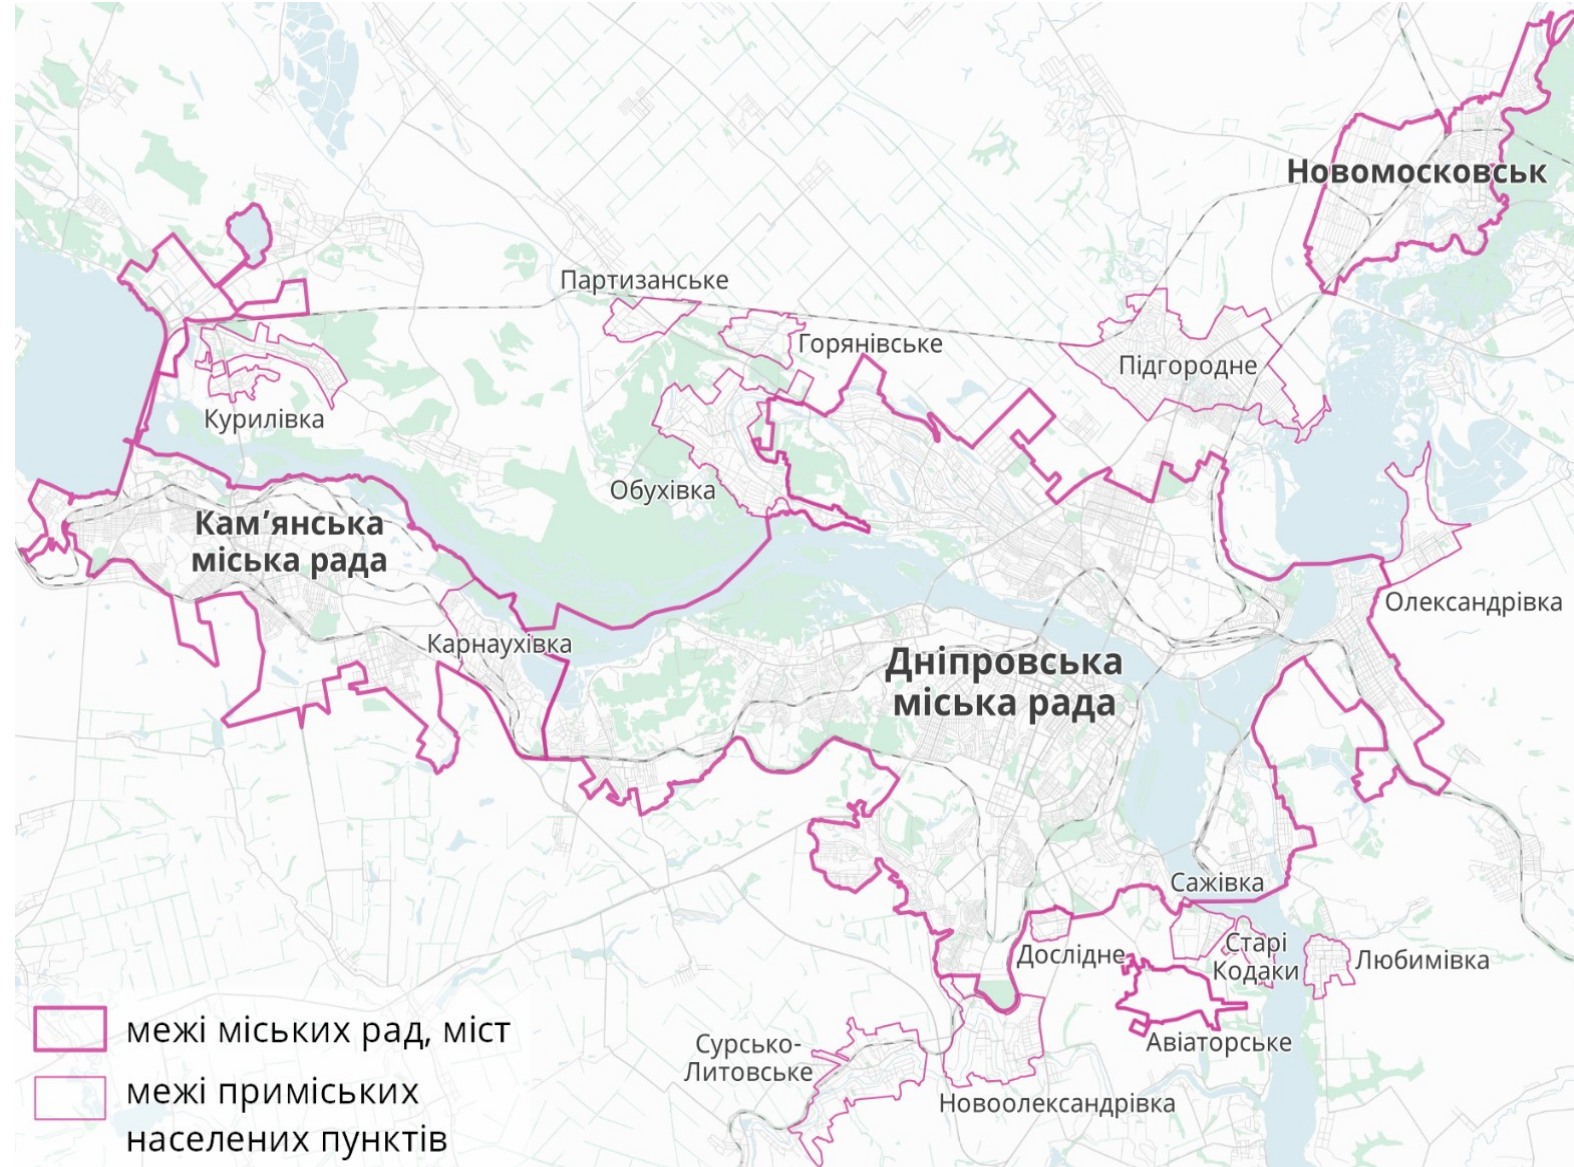 Новомосковськ
Партизанське
Горянівське
Підгородне
Курилівка
Обухівка
Кам’янська
міська рада
Олександрівка
Карнаухівка
Дніпровська
міська рада
Сажівка
Старі
Кодаки
Дослідне
Любимівка
Авіаторське
Сурсько-
Литовське
Новоолександрівка
межі міських рад, міст
межі приміських
населених пунктів